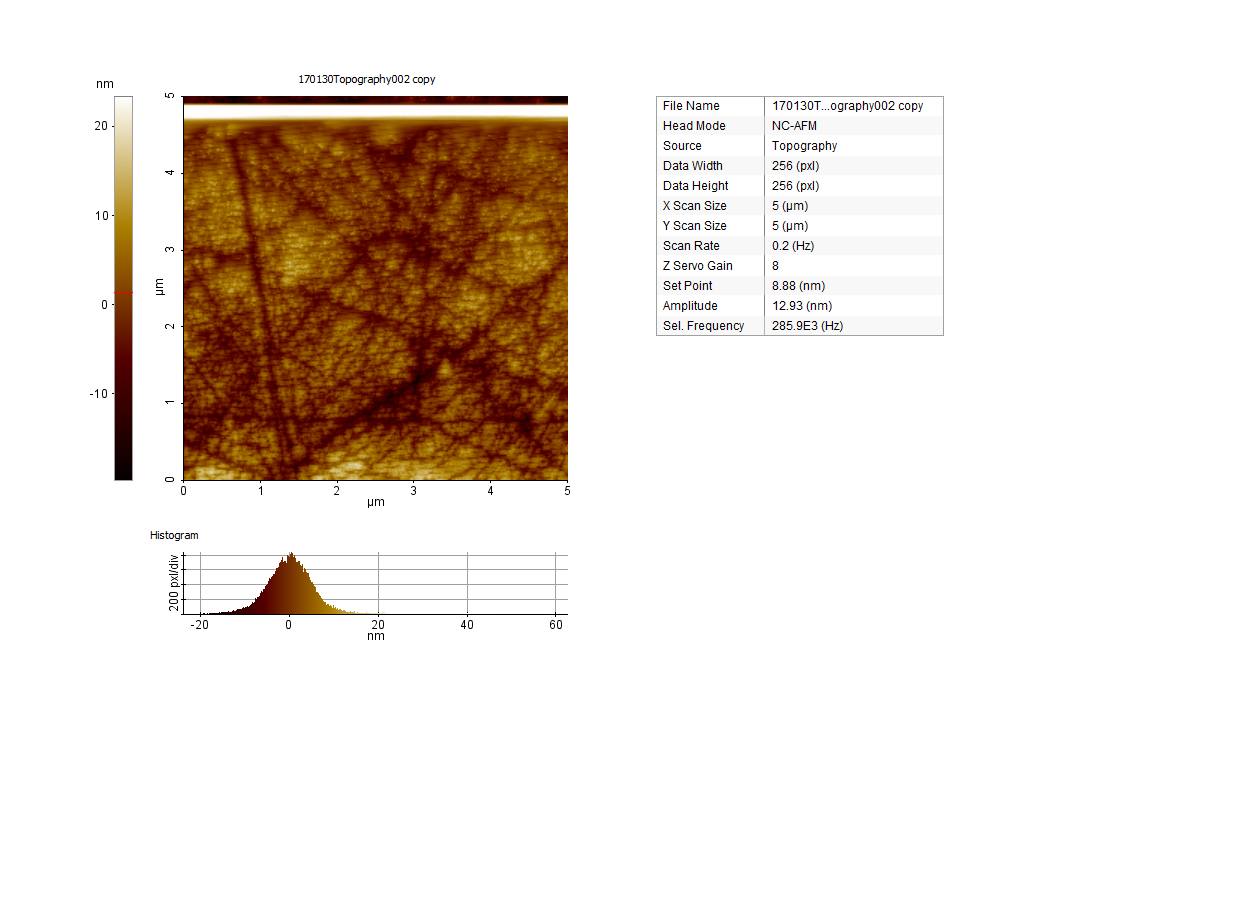 170130Topography002 copy
nm
20
10
0
-10
5
4
3
2
1
0
µm
0 1 2 3 4 5
µm
File Name 170130T...ography002 copy
Head Mode NC-AFM
Source Topography
Data Width 256 (pxl)
Data Height 256 (pxl)
X Scan Size 5 (µm)
Y Scan Size 5 (µm)
Scan Rate 0.2 (Hz)
Z Servo Gain 8
Set Point 8.88 (nm)
Amplitude 12.93 (nm)
Sel. Frequency 285.9E3 (Hz)
Histogram
200 pxl/div
-20 0 20 40 60
nm